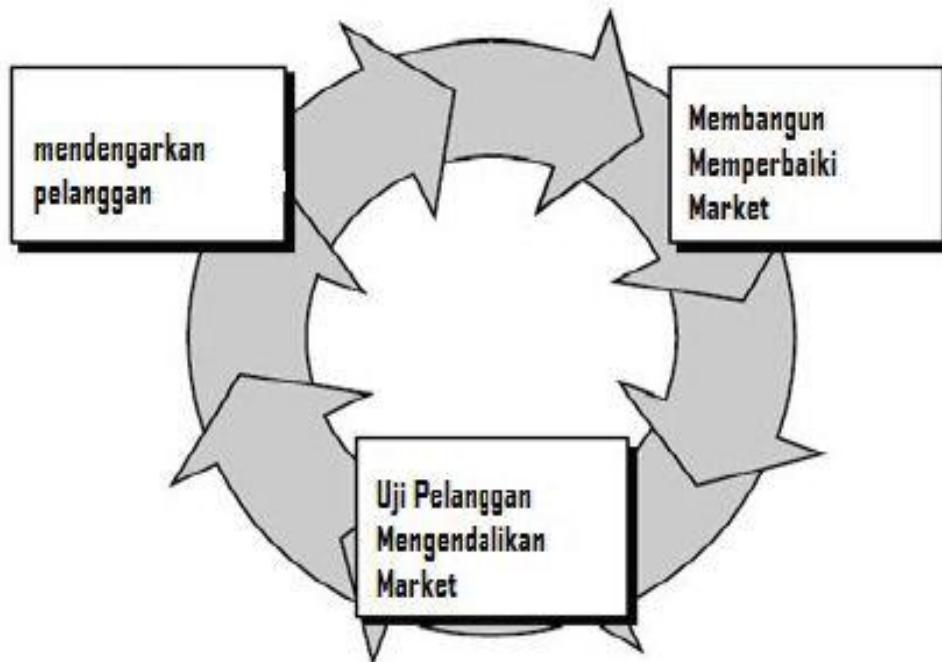 mendengarkan
pelanggan
Membangun
Memperbaiki
Market
Uji Pelanggan
Mengendalikan
Market